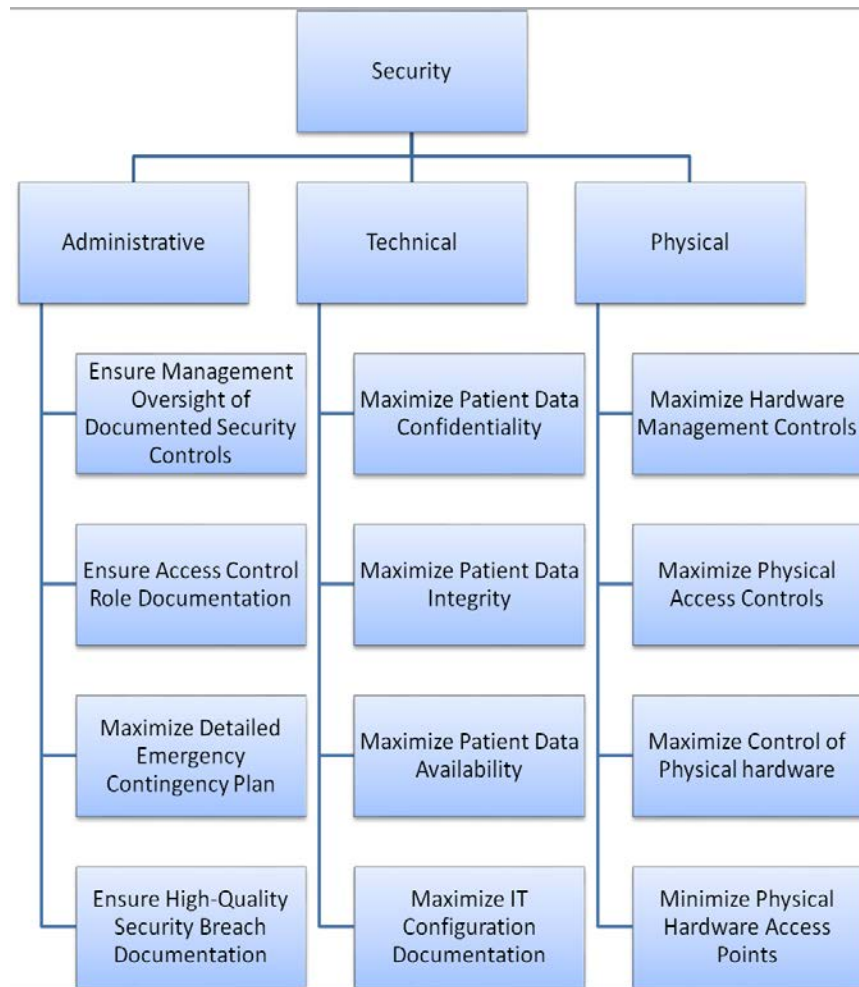 Security
Administrative
Technical
Physical
Ensure Management
Oversight of
Documented Security
Controls
Ensure Access Control
Role Documentation
Maximize Detailed
Emergency
Contingency Plan
Ensure High-Quality
Security Breach
Documentation
Maximize Patient Data
Confidentiality
Maximize Patient Data
Integrity
Maximize Patient Data
Availability
Maximize IT
Configuration
Documentation
Maximize Hardware
Management Controls
Maximize Physical
Access Controls
Maximize Control of
Physical hardware
Minimize Physical
Hardware Access
Points